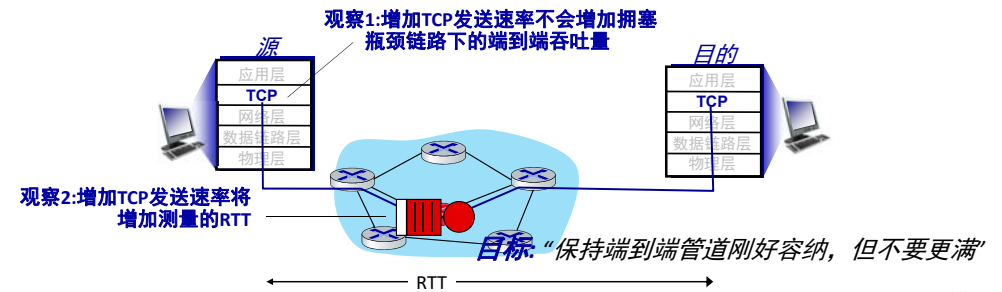 观察1:增加TCP发送速率不会增加拥塞
瓶颈链路下的端到端吞吐量
源
应用层
TCP
网络层
数据链路层
物理层
目的
应用层
TCP
网络层
数据链路层
物理层
观察2:增加TCP发送速率将
增加测量的RTT
目标: “保持端到端管道刚好容纳，但不要更满”
RTT